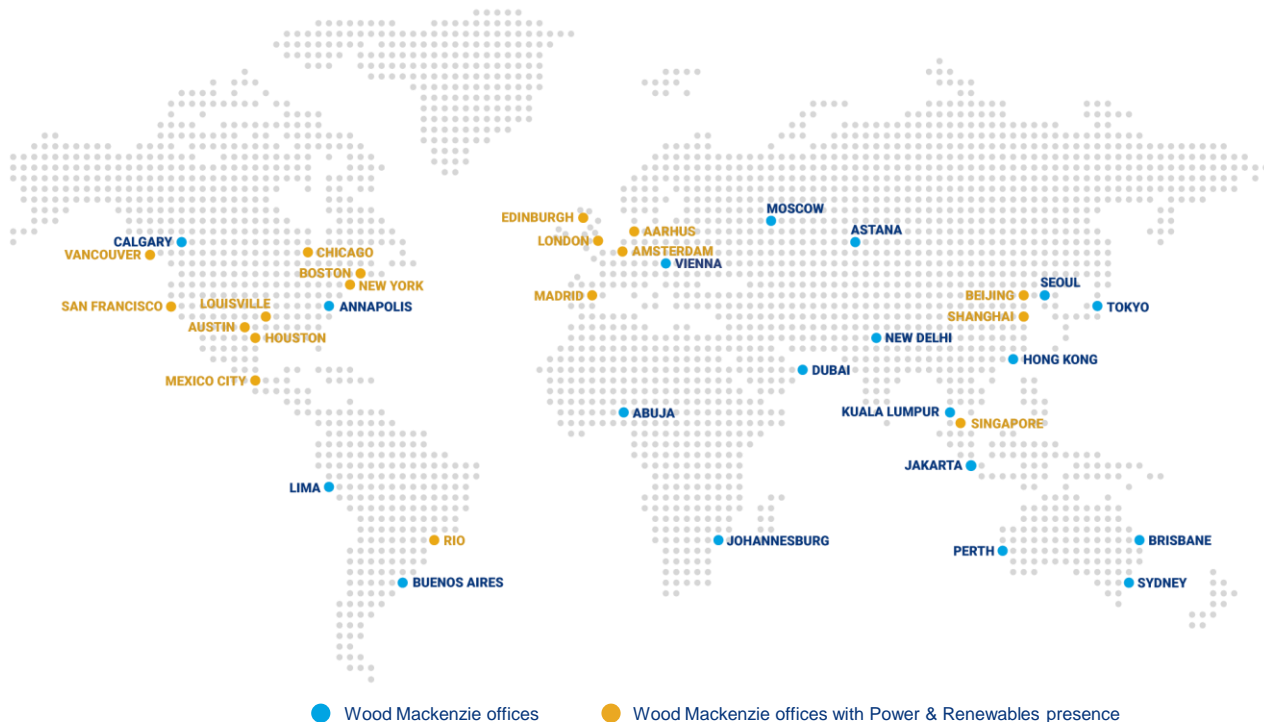 EDINBURGH
MOSCOW
AARHUS
ASTANA
LONDON
CALGARY
AMSTERDAM
CHICAGO
VANCOUVER
VIENNA
BOSTON
SEOUL
NEW YORK
MADRID
BEIJING
LOUISVILLE
SAN FRANCISCO
ANNAPOLIS
TOKYO
SHANGHAI
AUSTIN
HOUSTON
NEW DELHI
HONG KONG
DUBAI
MEXICO CITY
ABUJA
KUALA LUMPUR
SINGAPORE
JAKARTA
LIMA
RIO
JOHANNESBURG
BRISBANE
PERTH
BUENOS AIRES
SYDNEY
Wood Mackenzie offices
Wood Mackenzie offices with Power & Renewables presence